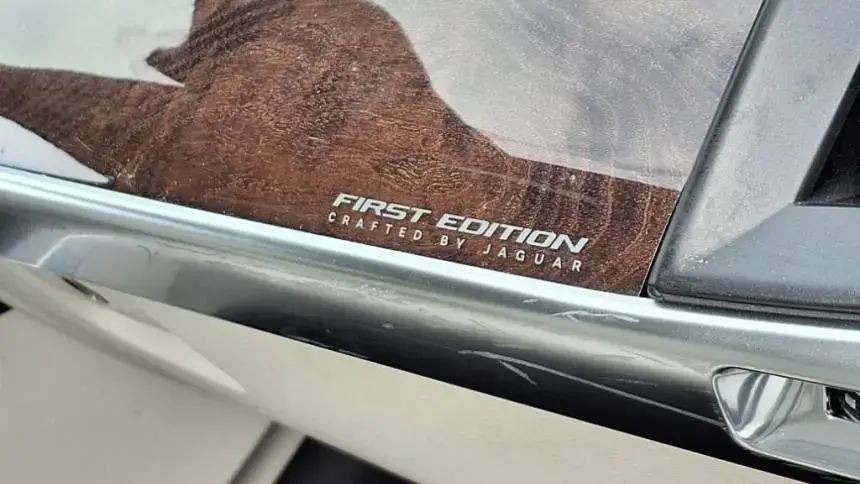 FIRST EDITION
CRAFTED BY JAGUAR